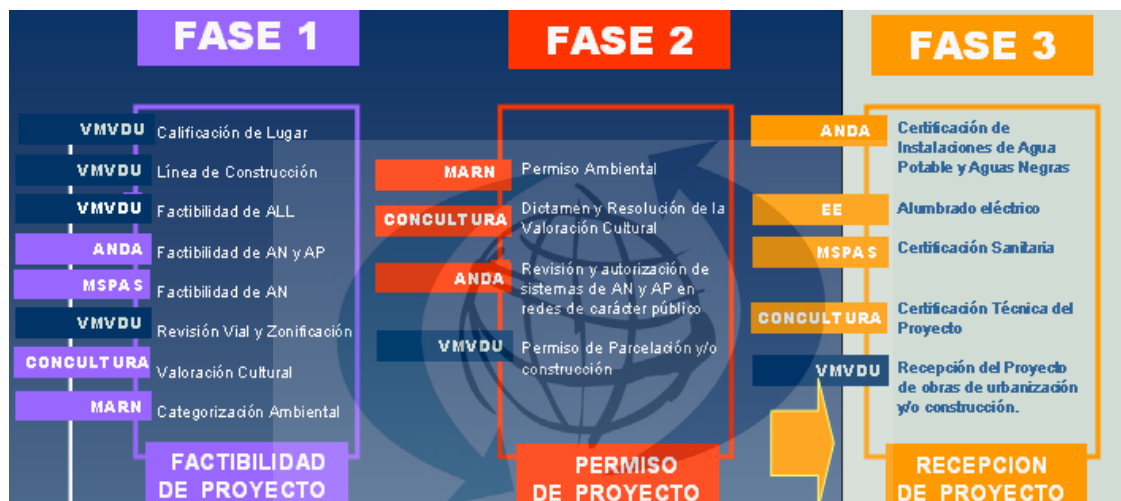 FASE 1
VMVDU Calificación de Lugar
VMVDU Línea de Construcción
VMVDU Factibilidad de ALL
ANDA Factibilidad de AN y AP
MSPAS Factibilidad de AN
VMVDU Revisión Vial y Zonificación
CONCULTURA Valoración Cultural
MARN Categorización Ambiental
FACTIBILIDAD
DE PROYECTO
FASE 2
MARN Permiso Ambiental
CONCULTURA Dictamen y Resolución de la
Valoración Cultural
ANDA Revisión y autorización de
sistemas de AN y AP en
redes de carácter público
VMVDU Permiso de Parcelación y/o
construcción
PERMISO
DE PROYECTO
FASE 3
ANDA Certificación de
Instalaciones de Agua
Potable y Aguas Negras
EE Alumbrado eléctrico
MSPAS Certificación Sanitaria
CONCULTURA Certificación Técnica del
Proyecto
VMVDU Recepción del Proyecto
de obras de urbanización
y/o construcción.
RECEPCION
DE PROYECTO